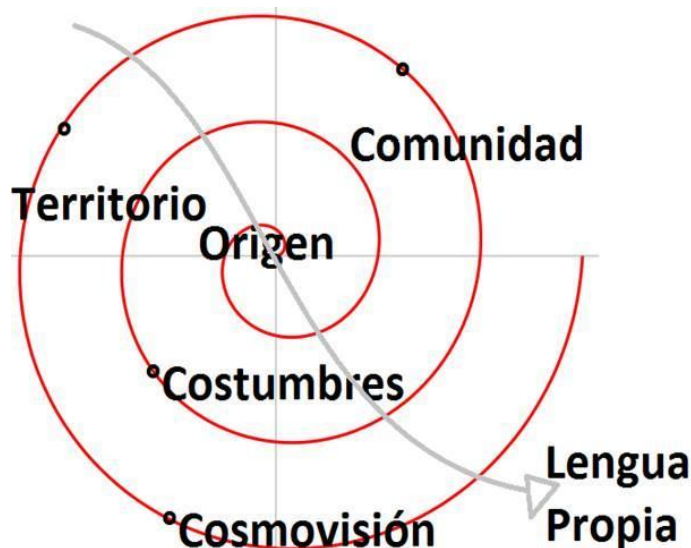 Comunidad
Territorio
Origen
°Costumbres
Lengua
Propia
°Cosmovisión